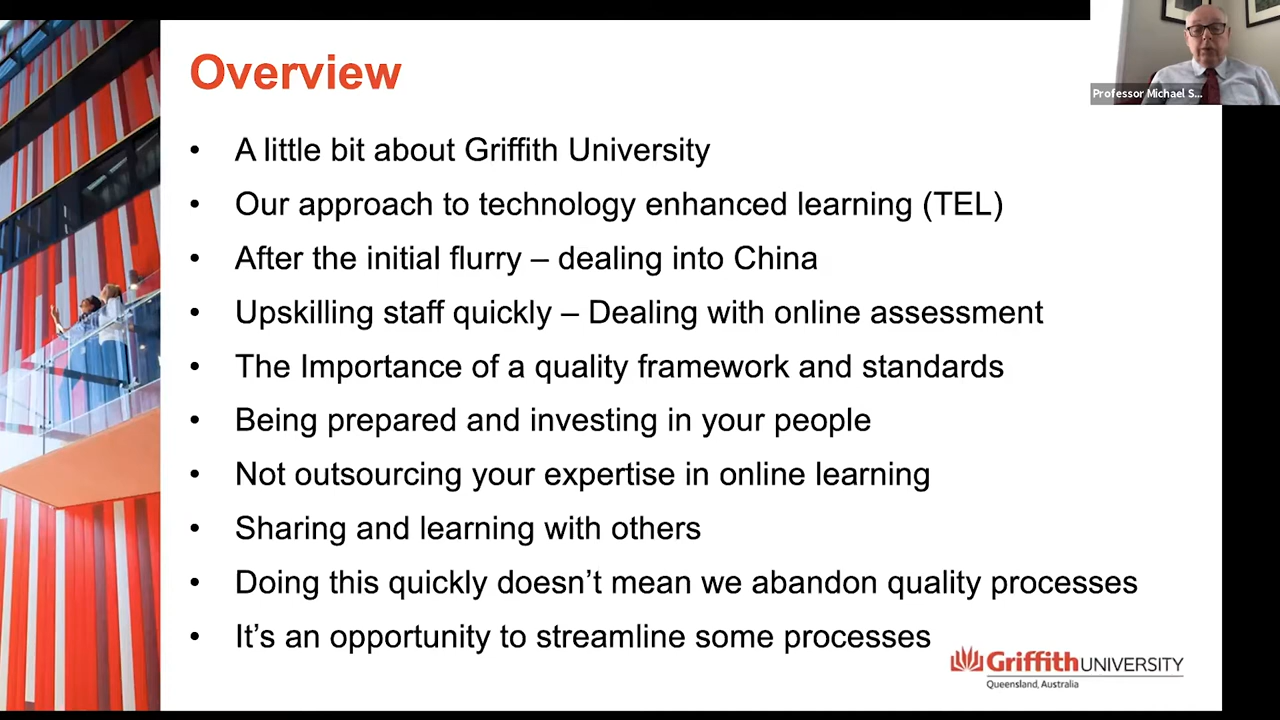 Overview
Professor Michael S...
• A little bit about Griffith University
• Our approach to technology enhanced learning (TEL)
• After the initial flurry – dealing into China
• Upskilling staff quickly – Dealing with online assessment
• The Importance of a quality framework and standards
• Being prepared and investing in your people
• Not outsourcing your expertise in online learning
• Sharing and learning with others
• Doing this quickly doesn't mean we abandon quality processes
• It's an opportunity to streamline some processes
Griffith UNIVERSITY
Queensland, Australia